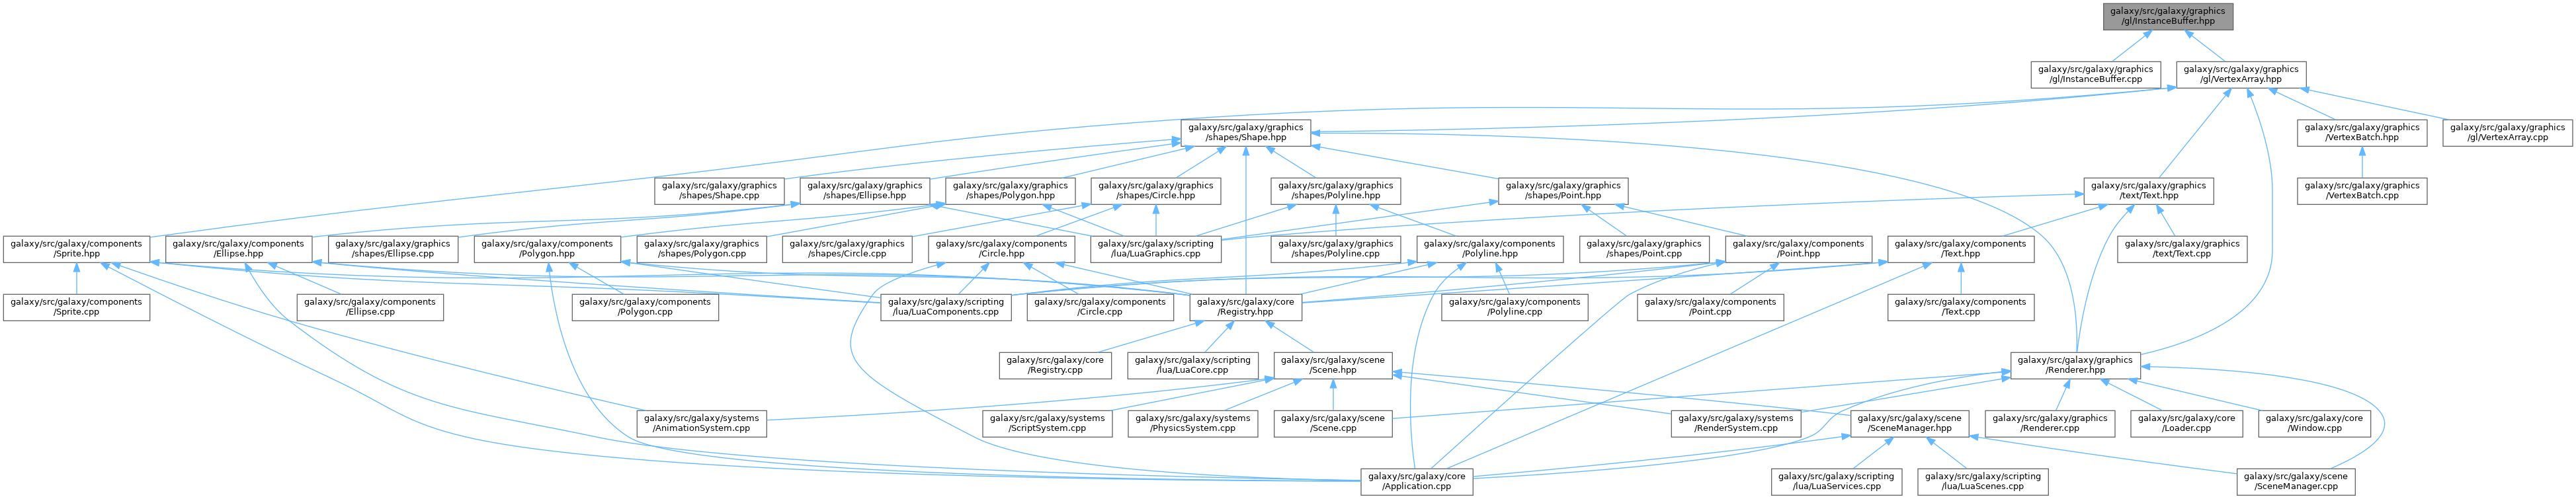 galaxy/src/galaxy/graphics
/gl/InstanceBuffer.hpp
galaxy/src/galaxy/graphics
/gl/InstanceBuffer.cpp
galaxy/src/galaxy/graphics
/gl/VertexArray.hpp
galaxy/src/galaxy/graphics
/shapes/Shape.hpp
galaxy/src/galaxy/graphics
/VertexBatch.hpp
galaxy/src/galaxy/graphics
/gl/VertexArray.cpp
galaxy/src/galaxy/graphics
/shapes/Shape.cpp
galaxy/src/galaxy/graphics
/shapes/Ellipse.hpp
galaxy/src/galaxy/graphics
/shapes/Polygon.hpp
galaxy/src/galaxy/graphics
/shapes/Circle.hpp
galaxy/src/galaxy/graphics
/shapes/Polyline.hpp
galaxy/src/galaxy/graphics
/shapes/Point.hpp
galaxy/src/galaxy/graphics
/text/Text.hpp
galaxy/src/galaxy/graphics
/VertexBatch.cpp
galaxy/src/galaxy/components
/Sprite.hpp
galaxy/src/galaxy/components
/Ellipse.hpp
galaxy/src/galaxy/graphics
/shapes/Ellipse.cpp
galaxy/src/galaxy/components
/Polygon.hpp
galaxy/src/galaxy/graphics
/shapes/Polygon.cpp
galaxy/src/galaxy/graphics
/shapes/Circle.cpp
galaxy/src/galaxy/components
/Circle.hpp
galaxy/src/galaxy/scripting
/lua/LuaGraphics.cpp
galaxy/src/galaxy/graphics
/shapes/Polyline.cpp
galaxy/src/galaxy/components
/Polyline.hpp
galaxy/src/galaxy/graphics
/shapes/Point.cpp
galaxy/src/galaxy/components
/Point.hpp
galaxy/src/galaxy/components
/Text.hpp
galaxy/src/galaxy/graphics
/text/Text.cpp
galaxy/src/galaxy/components
/Sprite.cpp
galaxy/src/galaxy/components
/Ellipse.cpp
galaxy/src/galaxy/components
/Polygon.cpp
galaxy/src/galaxy/scripting
/lua/LuaComponents.cpp
galaxy/src/galaxy/components
/Circle.cpp
galaxy/src/galaxy/core
/Registry.hpp
galaxy/src/galaxy/components
/Polyline.cpp
galaxy/src/galaxy/components
/Point.cpp
galaxy/src/galaxy/components
/Text.cpp
galaxy/src/galaxy/core
/Registry.cpp
galaxy/src/galaxy/scripting
/lua/LuaCore.cpp
galaxy/src/galaxy/scene
/Scene.hpp
galaxy/src/galaxy/graphics
/Renderer.hpp
galaxy/src/galaxy/systems
/AnimationSystem.cpp
galaxy/src/galaxy/systems
/ScriptSystem.cpp
galaxy/src/galaxy/systems
/PhysicsSystem.cpp
galaxy/src/galaxy/scene
/Scene.cpp
galaxy/src/galaxy/systems
/RenderSystem.cpp
galaxy/src/galaxy/scene
/SceneManager.hpp
galaxy/src/galaxy/graphics
/Renderer.cpp
galaxy/src/galaxy/core
/Loader.cpp
galaxy/src/galaxy/core
/Window.cpp
galaxy/src/galaxy/core
/Application.cpp
galaxy/src/galaxy/scripting
/lua/LuaServices.cpp
galaxy/src/galaxy/scripting
/lua/LuaScenes.cpp
galaxy/src/galaxy/scene
/SceneManager.cpp